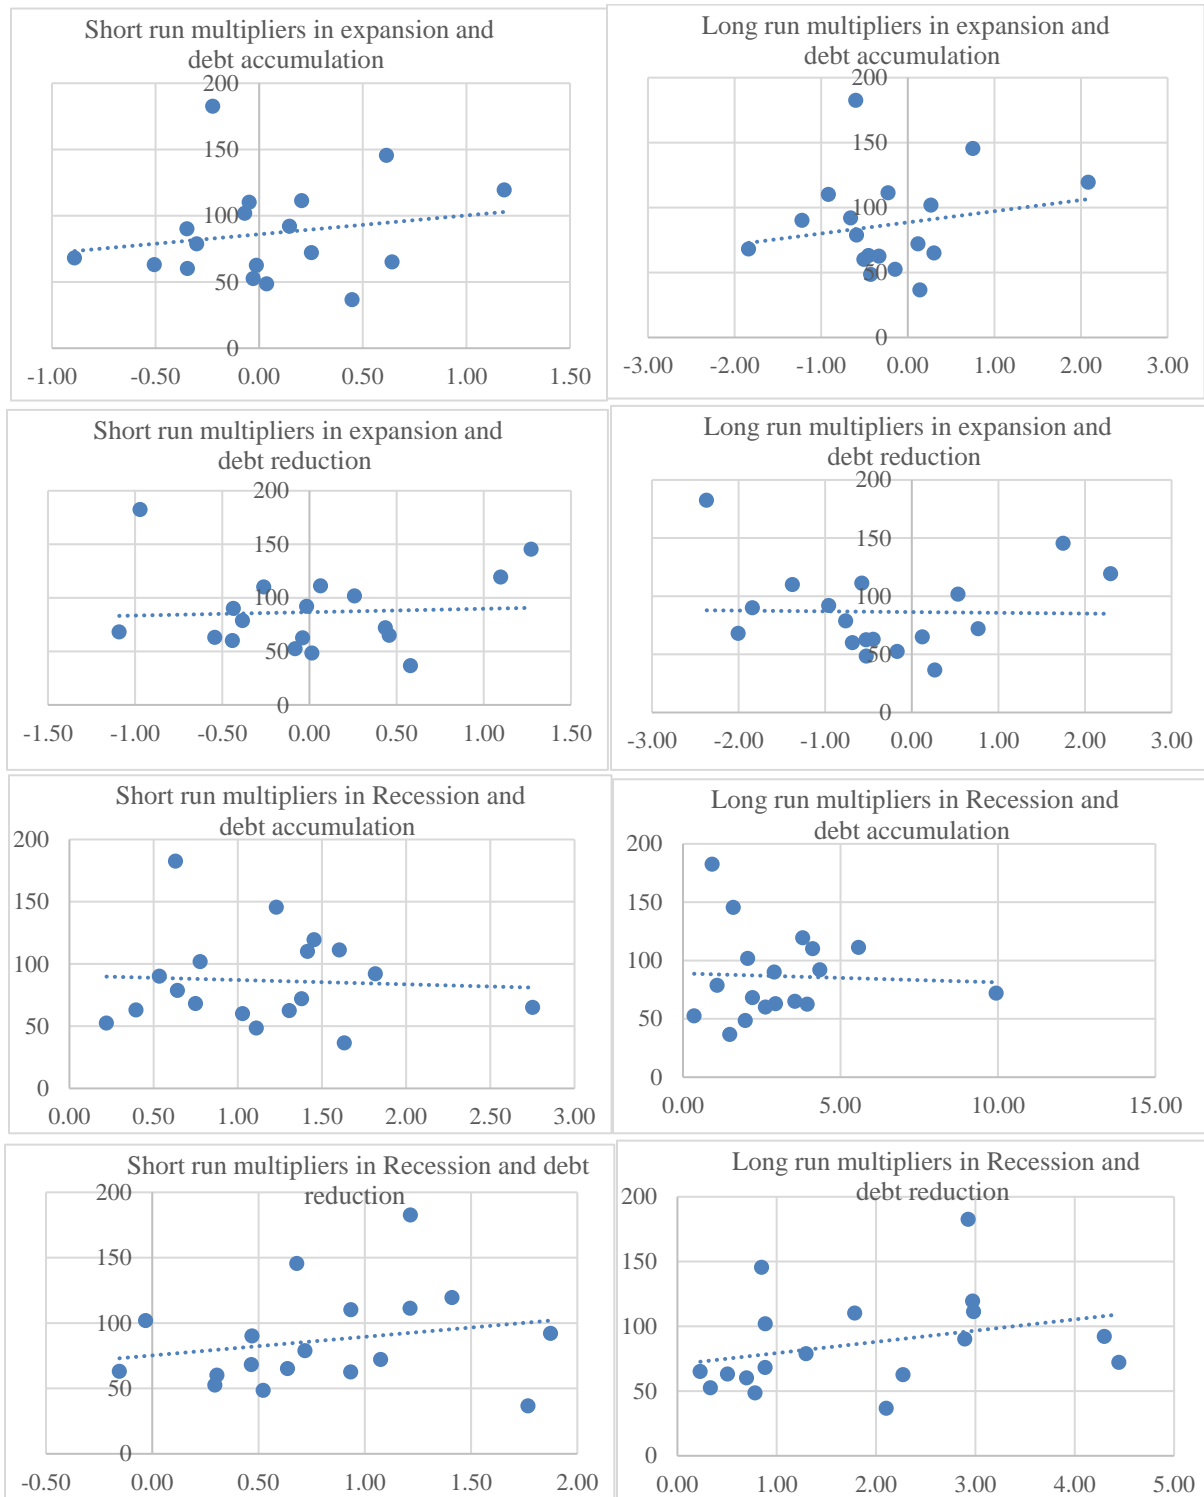 Short run multipliers in expansion and
debt accumulation
200
150
100
50
0
-1.00 -0.50 0.00 0.50 1.00 1.50
Long run multipliers in expansion and
debt accumulation
200
150
100
50
0
-3.00 -2.00 -1.00 0.00 1.00 2.00 3.00
Short run multipliers in expansion and
debt reduction
200
150
100
50
0
-1.50 -1.00 -0.50 0.00 0.50 1.00 1.50
Long run multipliers in expansion and
debt reduction
200
150
100
50
0
-3.00 -2.00 -1.00 0.00 1.00 2.00 3.00
Short run multipliers in Recession and
debt accumulation
200
150
100
50
0
0.00 0.50 1.00 1.50 2.00 2.50 3.00
Long run multipliers in Recession and
debt accumulation
200
150
100
50
0
0.00 5.00 10.00 15.00
Short run multipliers in Recession and debt
reduction
200
150
100
50
0
-0.50 0.00 0.50 1.00 1.50 2.00
Long run multipliers in Recession and
debt reduction
200
150
100
50
0
0.00 1.00 2.00 3.00 4.00 5.00